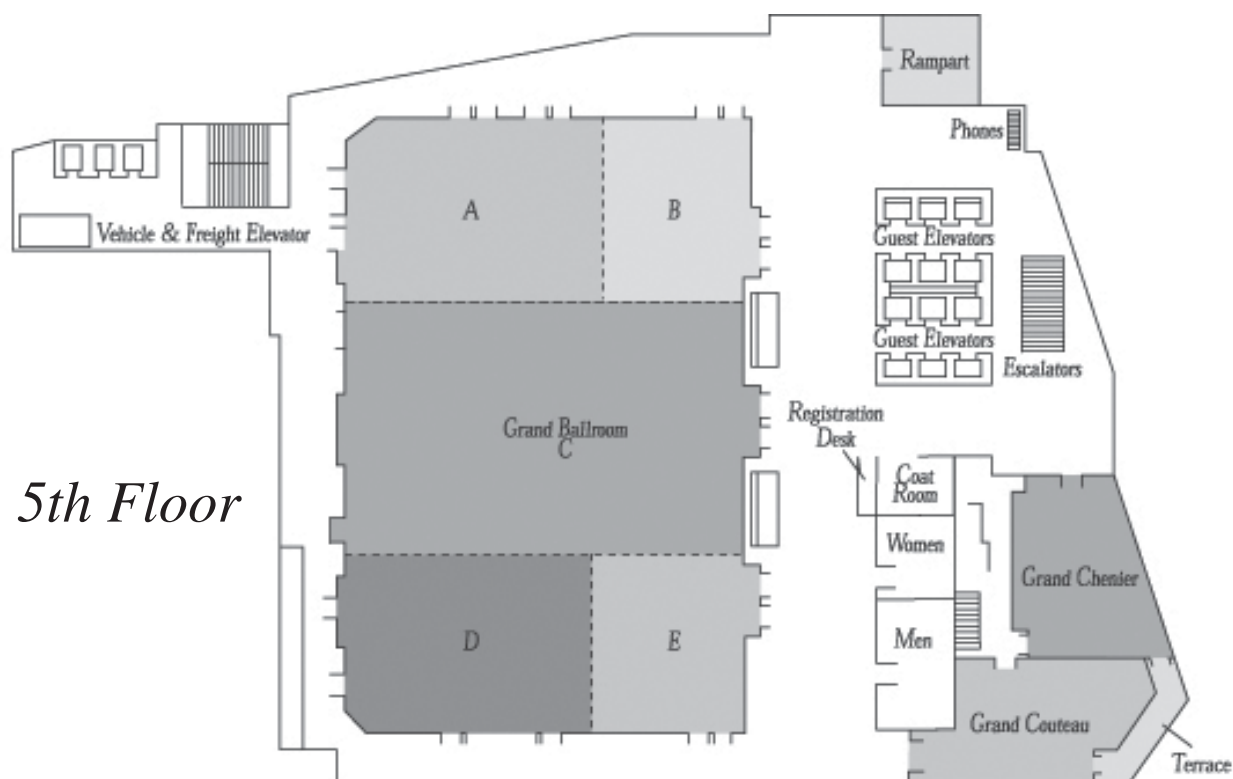 Rampart
Phones
A
B
Vehicle & Freight Elevator
Guest Elevators
Guest Elevators
Escalators
Registration
Desk
Grand Ballroom
C
Coat
Room
5th Floor
Women
Grand Chenier
D
E
Men
Grand Couteau
Terrace